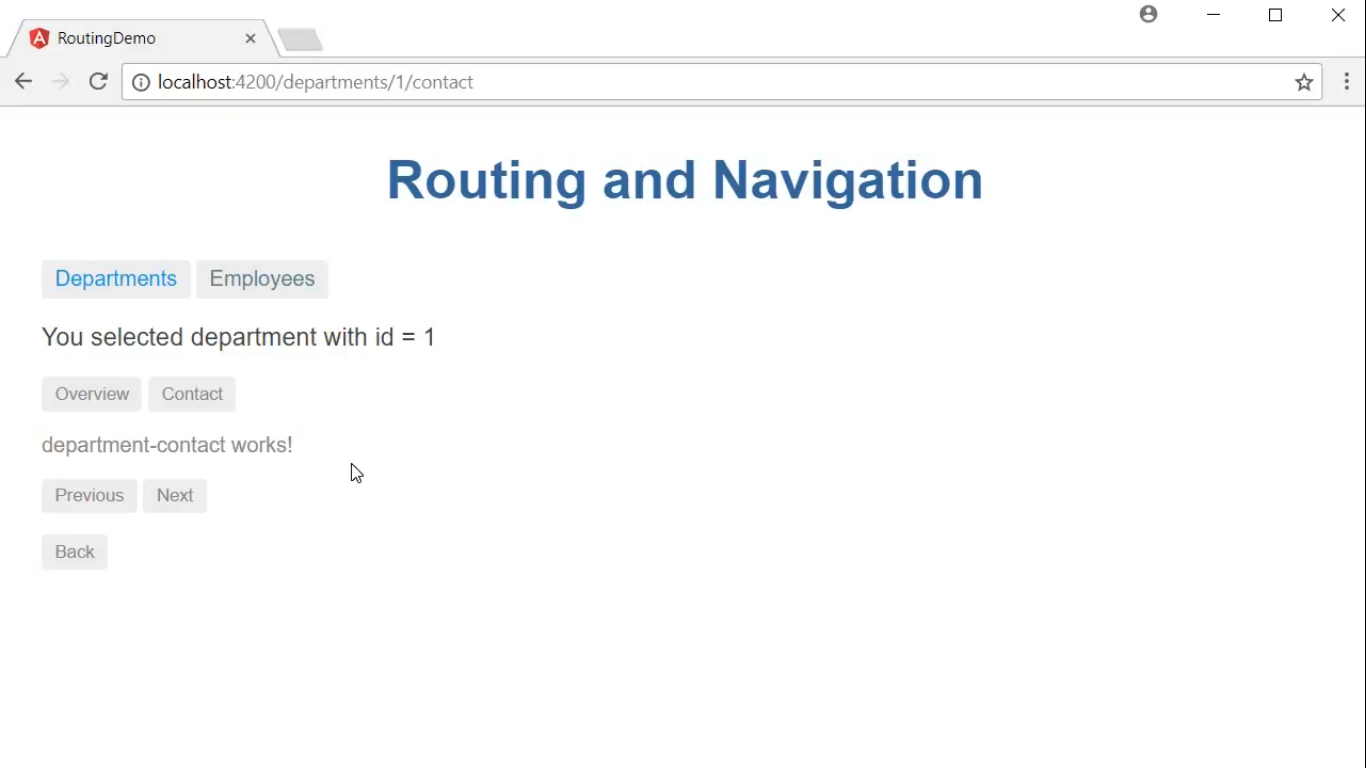 RoutingDemo
localhost:4200/departments/1/contact
Routing and Navigation
Departments Employees
You selected department with id = 1
Overview Contact
department-contact works!
Previous Next
Back